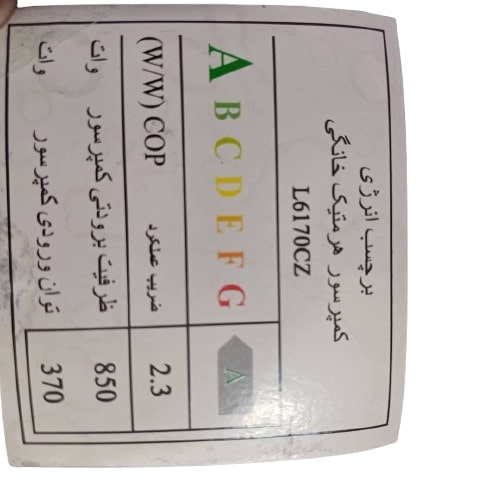 برچسب انرژی
کمپرسور هرمتیک خانگی
L6170CZ
A B C D E F G
A
(W/W) COP ضریب عملکرد 2.3
وات ظرفیت برودتی کمپرسور 850
وات توان ورودی کمپرسور 370